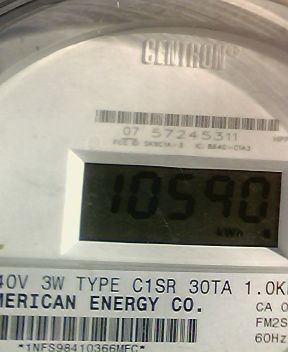 CENTRON
07 57245311
10590
kWh
40V 3W TYPE C1SR 30TA 1.0K
MERICAN ENERGY CO.
CA 0
FM2S
60Hz
*1NFS98410366MFC*